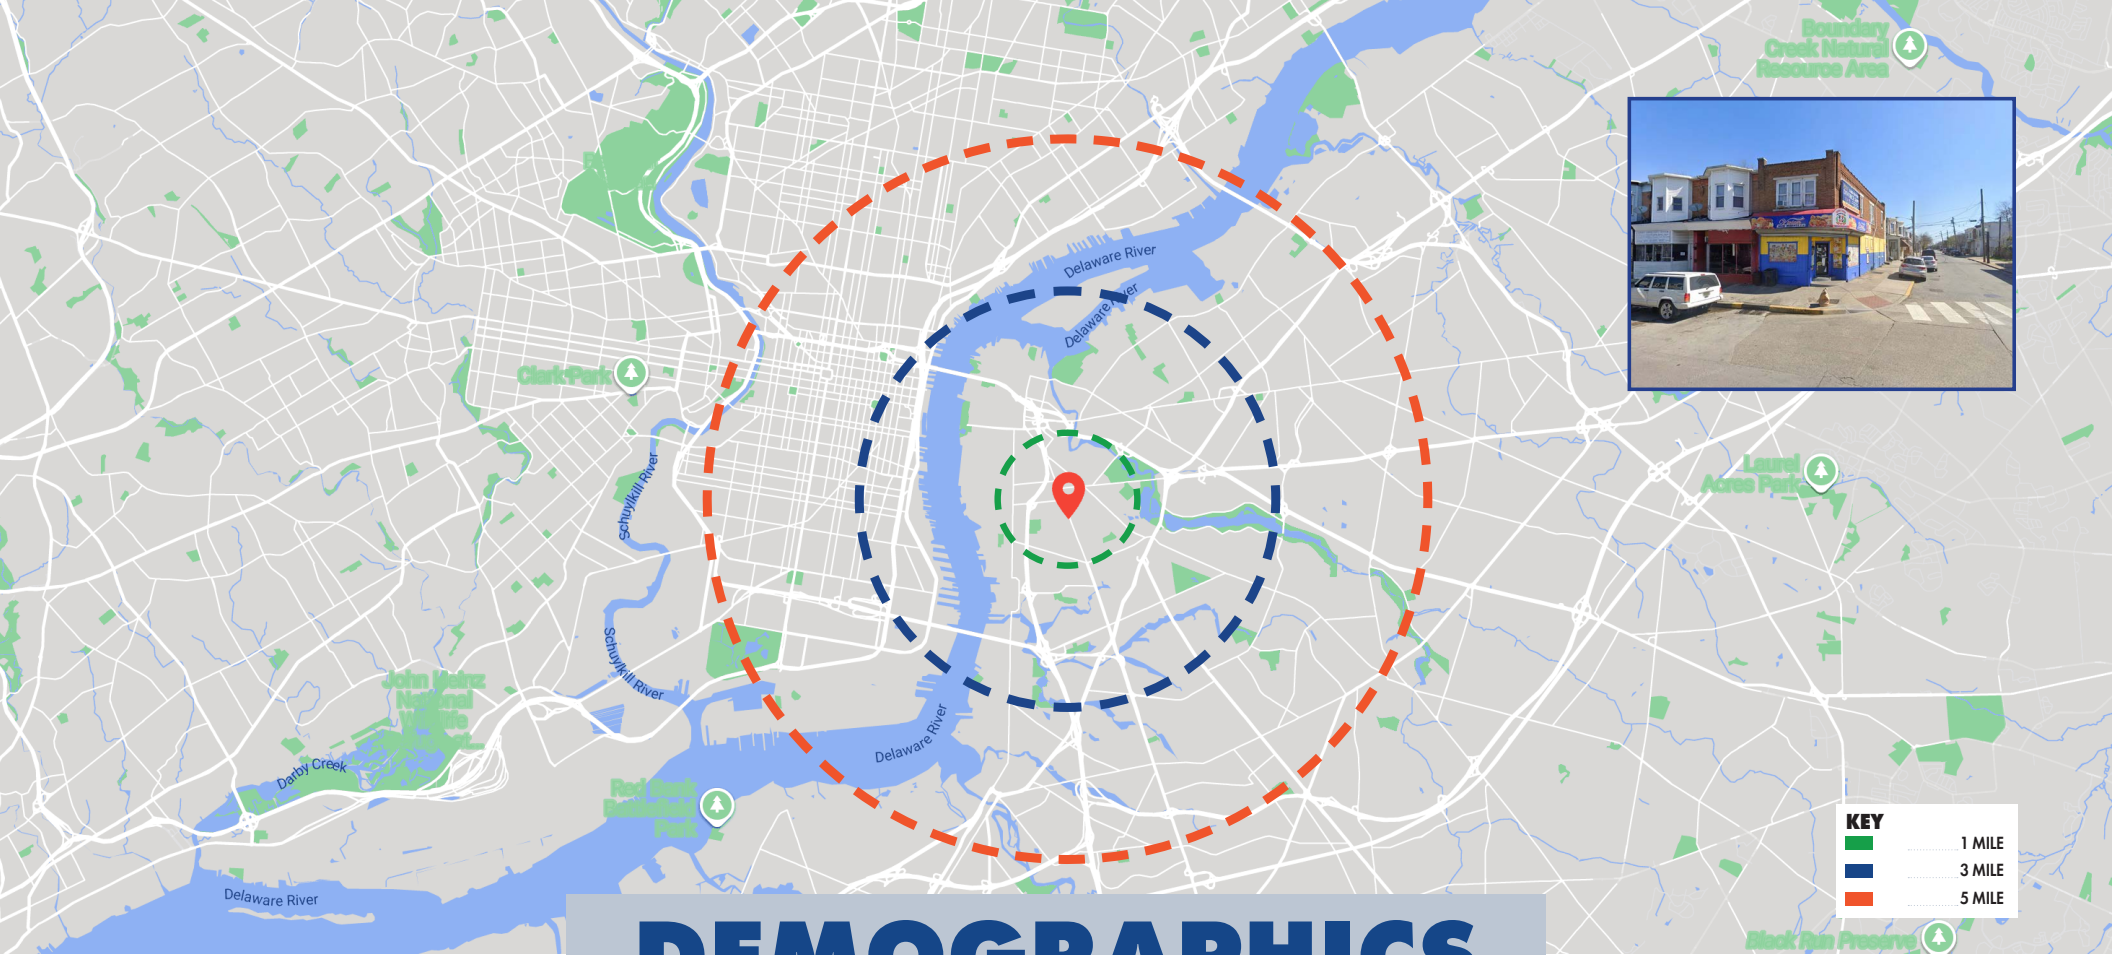 Boundary
Creek Natural
Resource Area
Delaware River
Delaware River
Clark Park
Schuylkill River
Laurel
Acres Park
Schuylkill River
John Heinz
National
Delaware River
Darby Creek
Red Bank
Battlefield
Park
Delaware River
KEY
1 MILE
3 MILE
5 MILE
DEMOGRAPHICS
Black Run Preserve